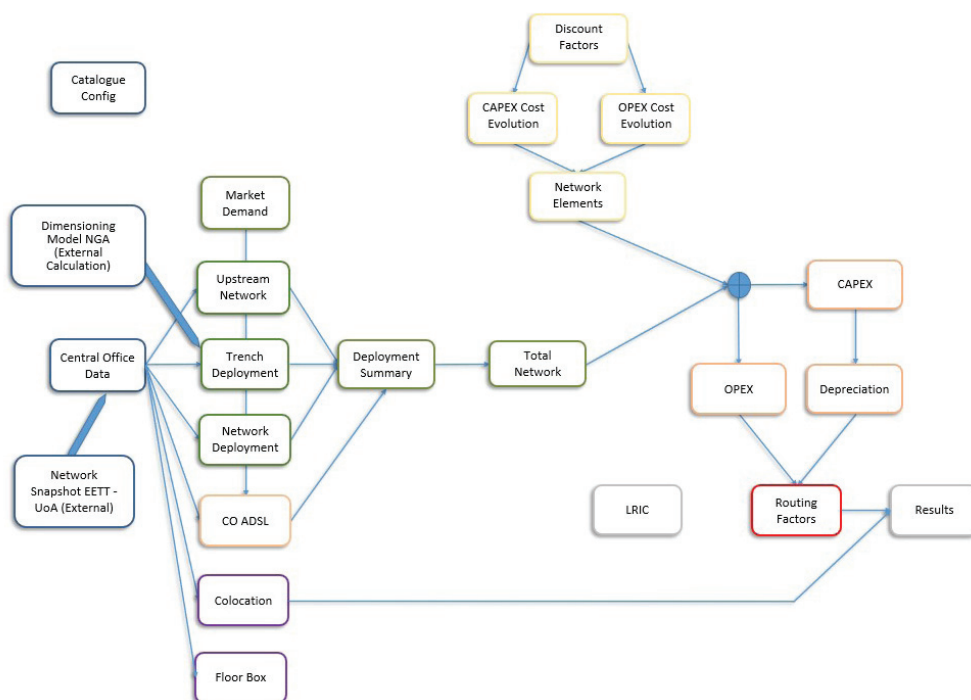 Discount
Factors
Catalogue
Config
CAPEX Cost
Evolution
OPEX Cost
Evolution
Market
Demand
Network
Elements
Dimensioning
Model NGA
(External
Calculation)
Upstream
Network
CAPEX
Central Office
Data
Trench
Deployment
Deployment
Summary
Total
Network
OPEX
Depreciation
Network
Deployment
Network
Snapshot EETT -
UoA (External)
CO ADSL
LRIC
Routing
Factors
Results
Colocation
Floor Box